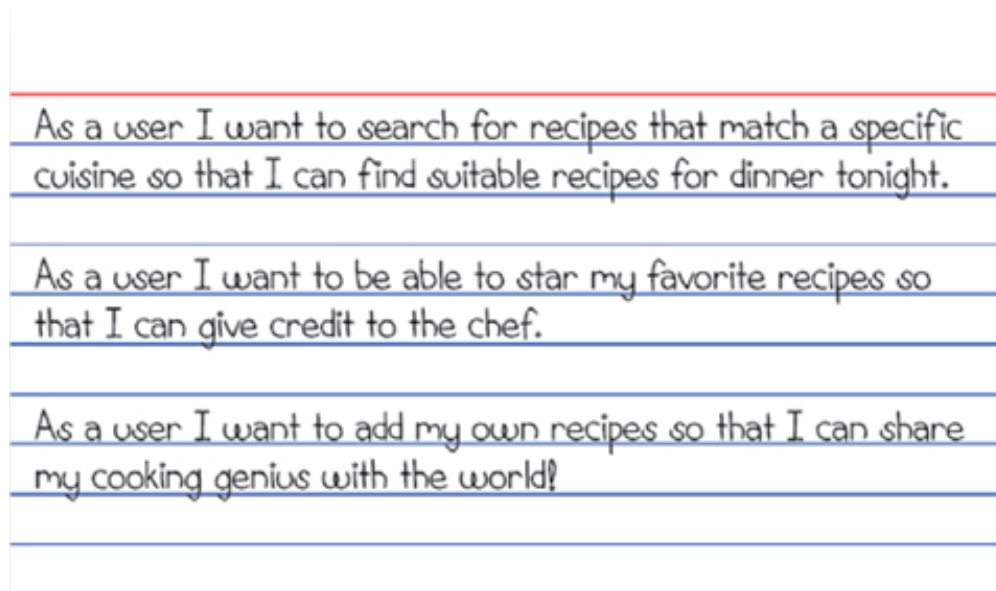 As a user I want to search for recipes that match a specific
cuisine so that I can find suitable recipes for dinner tonight.
As a user I want to be able to star my favorite recipes so
that I can give credit to the chef.
As a user I want to add my own recipes so that I can share
my cooking genius with the world!